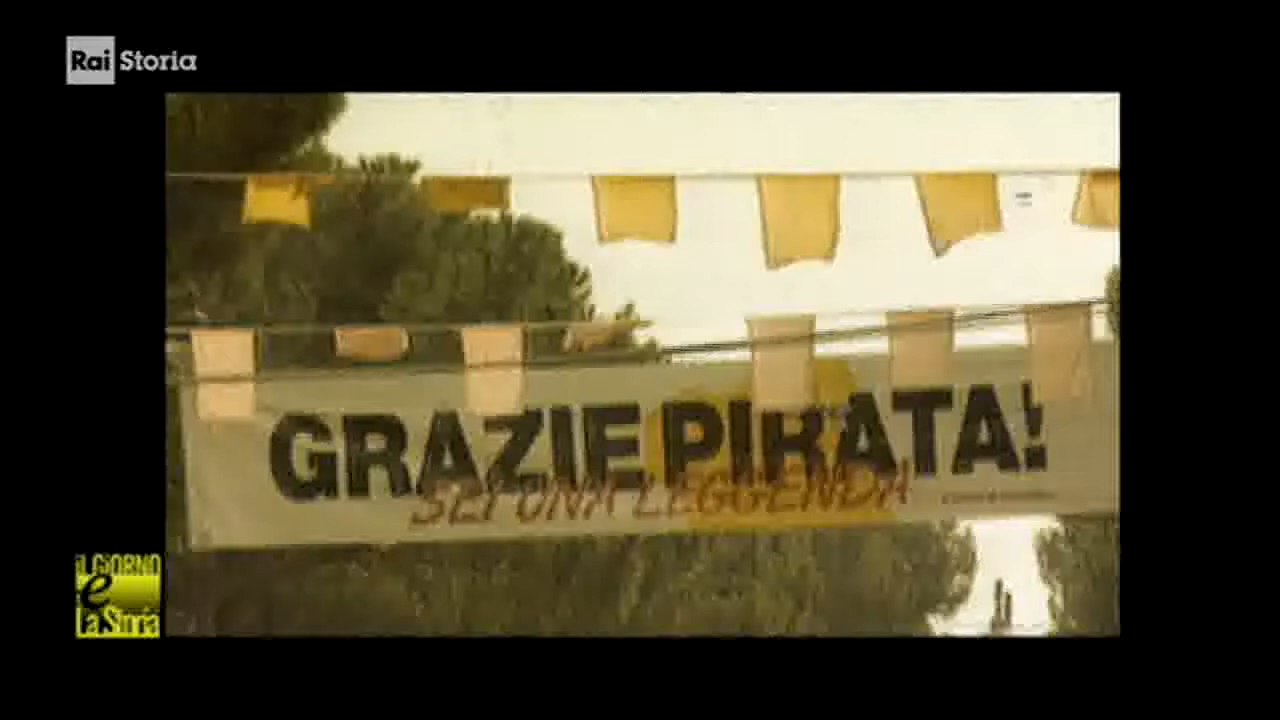 Rai Storia
GRAZIE PIRATA!
SEI UNA LEGGENDA
iL GiORNO
e
la Storia